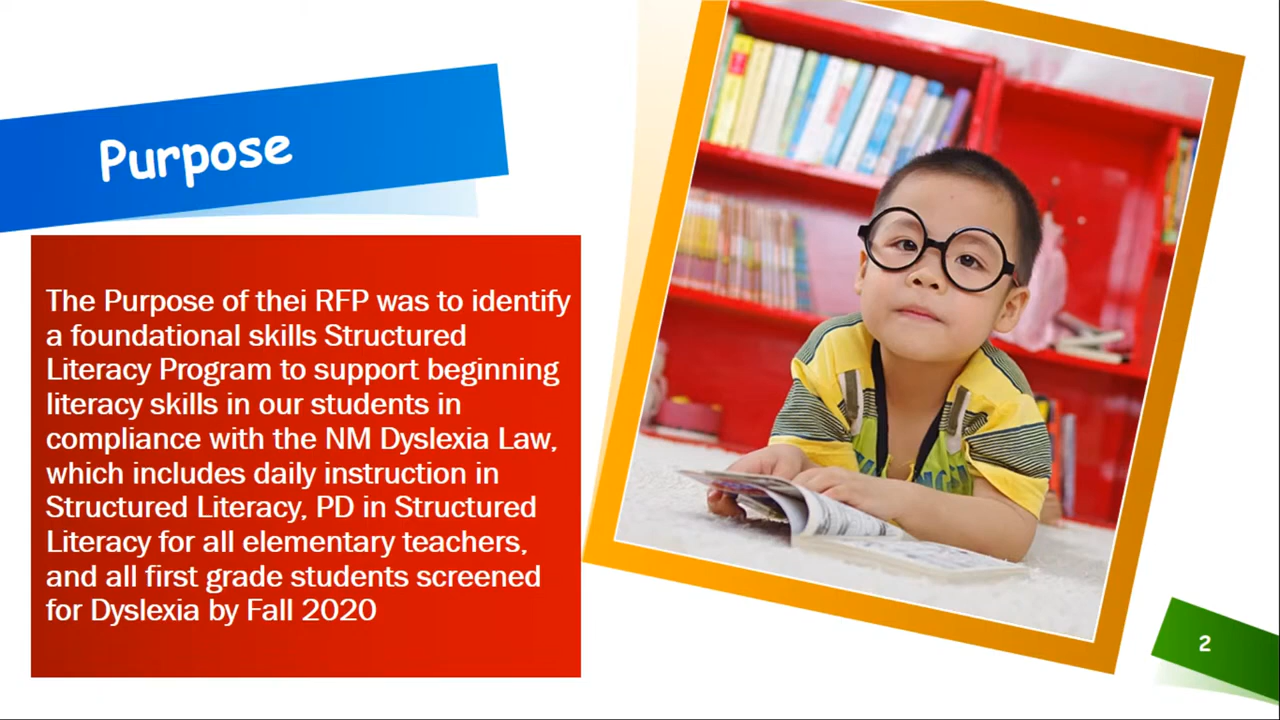 Purpose
The Purpose of thei RFP was to identify
a foundational skills Structured
Literacy Program to support beginning
literacy skills in our students in
compliance with the NM Dyslexia Law,
which includes daily instruction in
Structured Literacy, PD in Structured
Literacy for all elementary teachers,
and all first grade students screened
for Dyslexia by Fall 2020
2